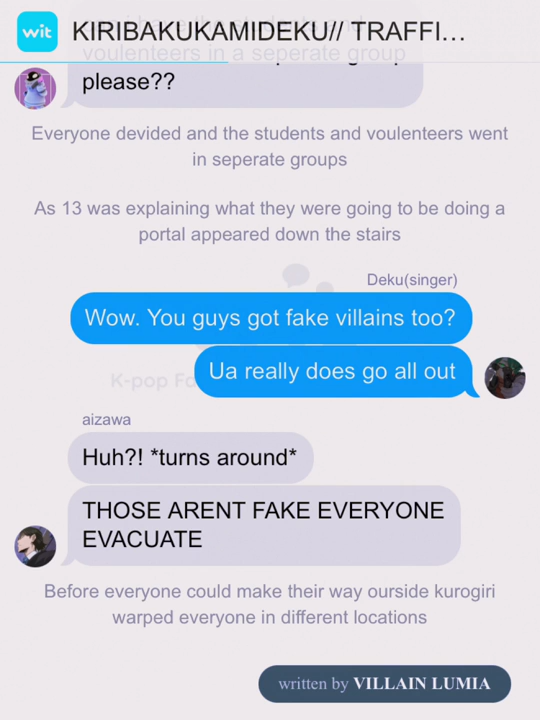 wit
KIRIBAKUKAMIDEKU// TRAFFI...
voulenteers in a seperate group
please??
Everyone devided and the students and voulenteers went
in seperate groups
As 13 was explaining what they were going to be doing a
portal appeared down the stairs
Deku(singer)
Wow. You guys got fake villains too?
Ua really does go all out
K-pop Fo
aizawa
Huh?! *turns around*
THOSE ARENT FAKE EVERYONE
EVACUATE
Before everyone could make their way ourside kurogiri
warped everyone in different locations
written by VILLAIN LUMIA